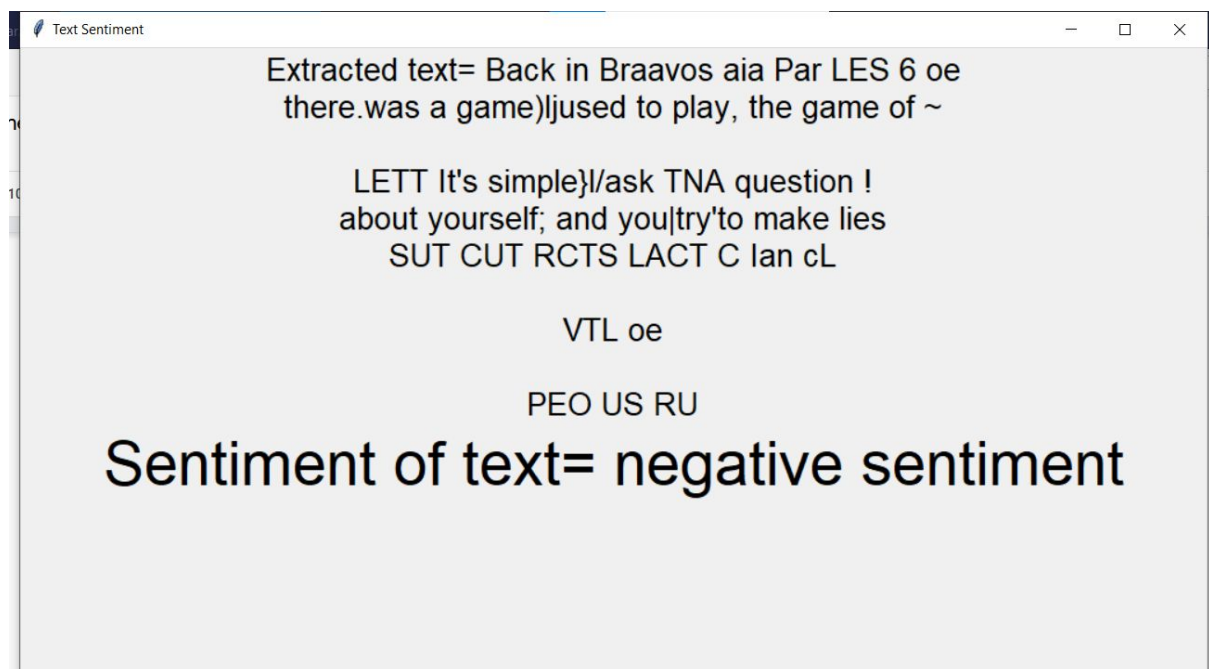 Text Sentiment
Extracted text= Back in Braavos aia Par LES 6 oe
there.was a game)ljused to play, the game of ~
LETT It's simple}l/ask TNA question !
about yourself; and you|try'to make lies
SUT CUT RCTS LACT C lan cL
VTL oe
PEO US RU
Sentiment of text= negative sentiment